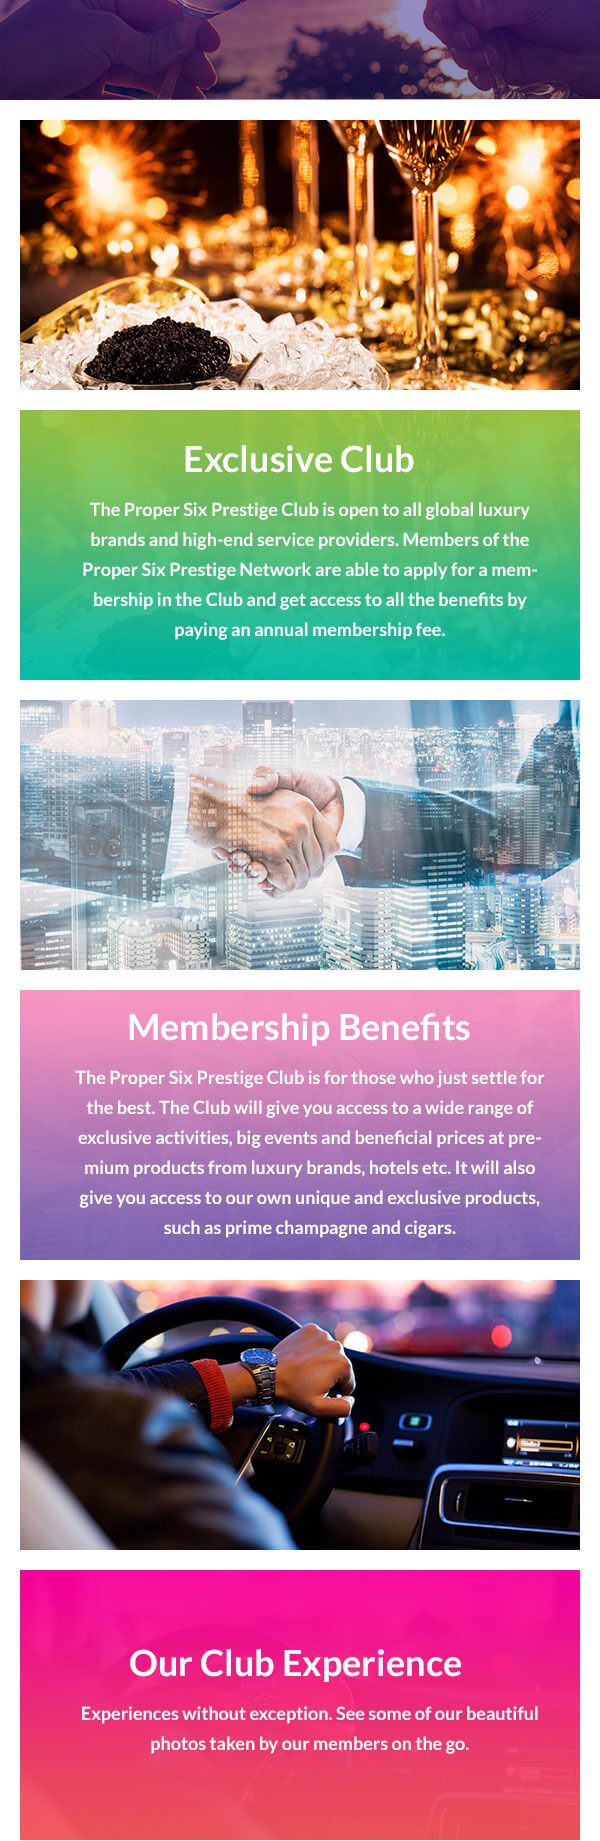 Exclusive Club
The Proper Six Prestige Club is open to all global luxury
brands and high-end service providers. Members of the
Proper Six Prestige Network are able to apply for a mem-
bership in the Club and get access to all the benefits by
paying an annual membership fee.
Membership Benefits
The Proper Six Prestige Club is for those who just settle for
the best. The Club will give you access to a wide range of
exclusive activities, big events and beneficial prices at pre-
mium products from luxury brands, hotels etc. It will also
give you access to our own unique and exclusive products,
such as prime champagne and cigars.
Our Club Experience
Experiences without exception. See some of our beautiful
photos taken by our members on the go.